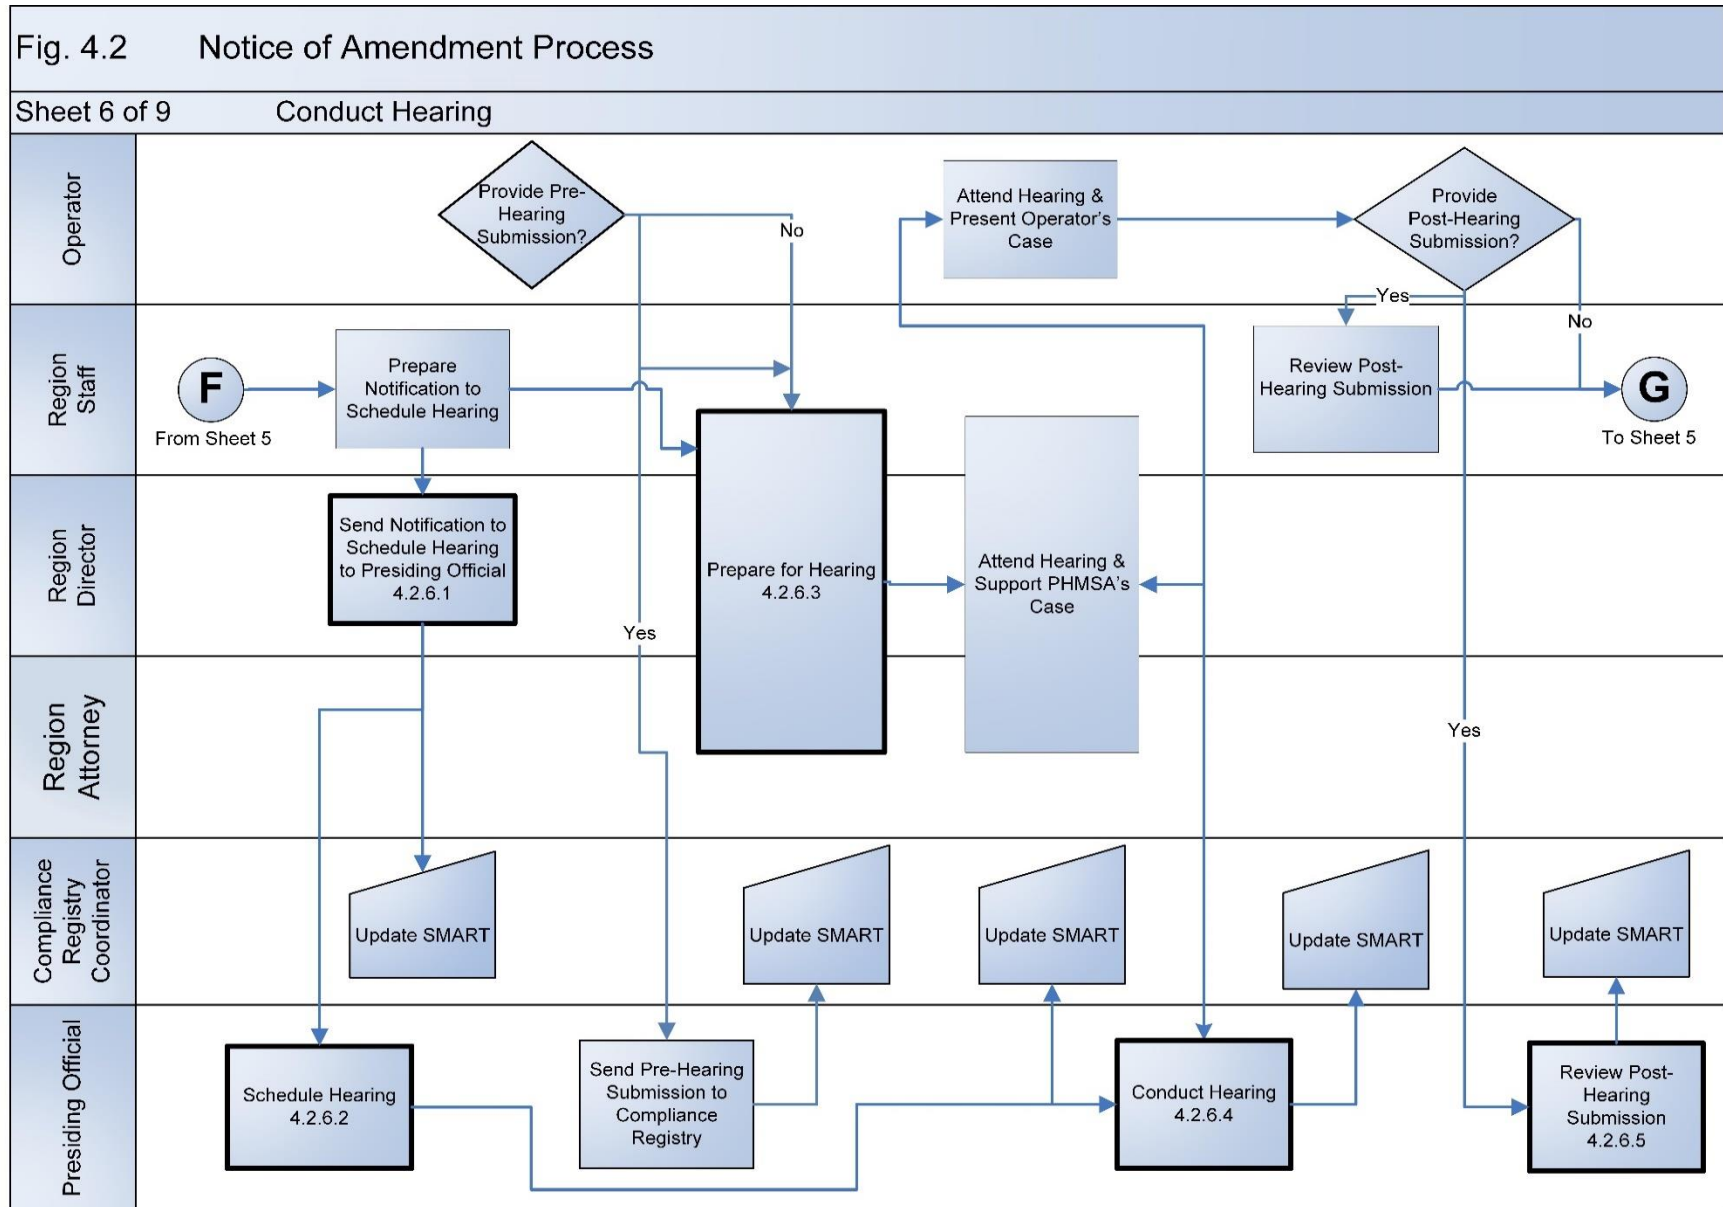 Fig. 4.2 Notice of Amendment Process
Sheet 6 of 9 Conduct Hearing
Operator
Provide Pre-
Hearing
Submission?
No
Attend Hearing &
Present Operator's
Case
Provide
Post-Hearing
Submission?
Yes
No
Region
Staff
F
From Sheet 5
Prepare
Notification to
Schedule Hearing
Review Post-
Hearing Submission
G
To Sheet 5
Region
Director
Send Notification to
Schedule Hearing
to Presiding Official
4.2.6.1
Yes
Prepare for Hearing
4.2.6.3
Attend Hearing &
Support PHMSA's
Case
Region
Attorney
Yes
Compliance
Registry
Coordinator
Update SMART
Update SMART
Update SMART
Update SMART
Update SMART
Presiding Official
Schedule Hearing
4.2.6.2
Send Pre-Hearing
Submission to
Compliance
Registry
Conduct Hearing
4.2.6.4
Review Post-
Hearing
Submission
4.2.6.5